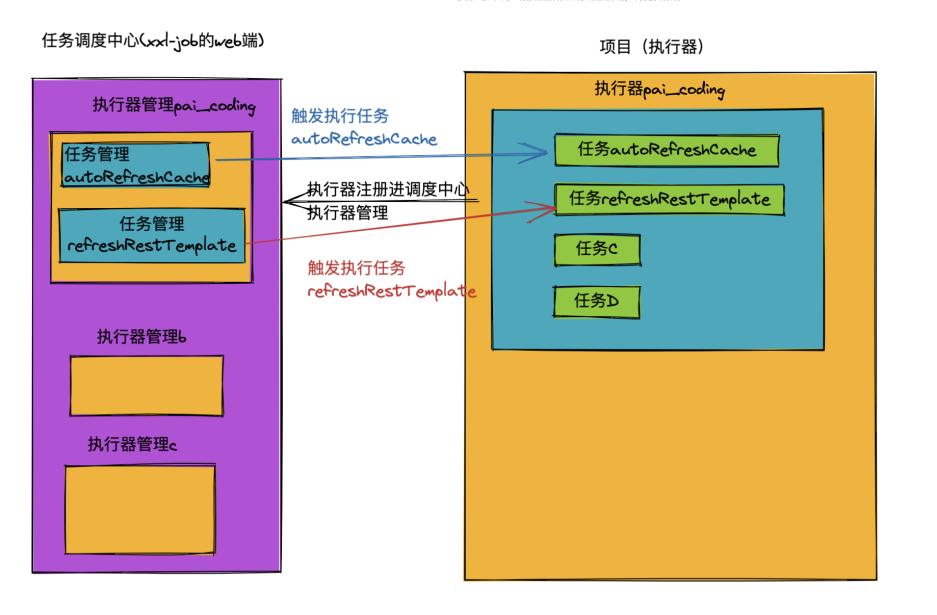 任务调度中心(xxl-job的web端)
项目（执行器）
执行器管理pai_coding
任务管理
autoRefreshCache
任务管理
refreshRestTemplate
执行器管理b
执行器管理c
触发执行任务
autoRefreshCache
执行器注册进调度中心
执行器管理
触发执行任务
refreshRestTemplate
执行器pai_coding
任务autoRefreshCache
任务refreshRestTemplate
任务C
任务D